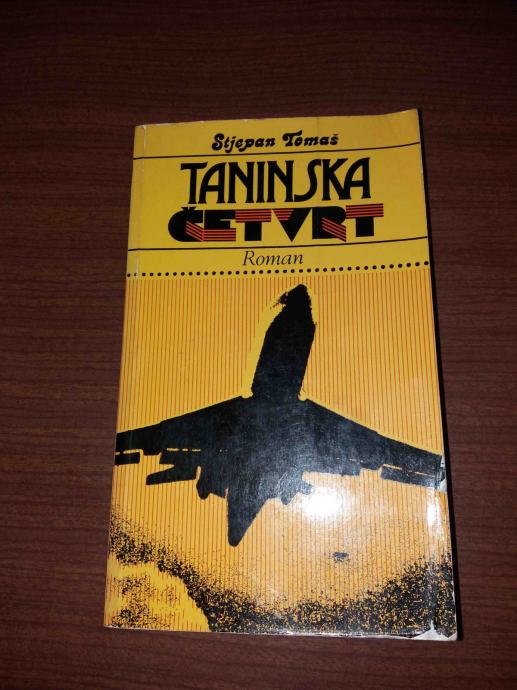 Stjepan Tomaš
TANINSKA
ČETVRT
Roman